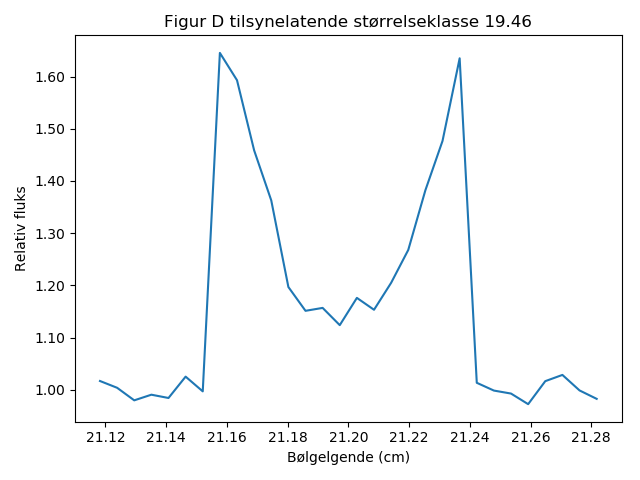 Figur D tilsynelatende størrelseklasse 19.46
1.60
1.50
1.40
1.30
1.20
1.10
1.00
Relativ fluks
21.12 21.14 21.16 21.18 21.20 21.22 21.24 21.26 21.28
Bølgelgende (cm)